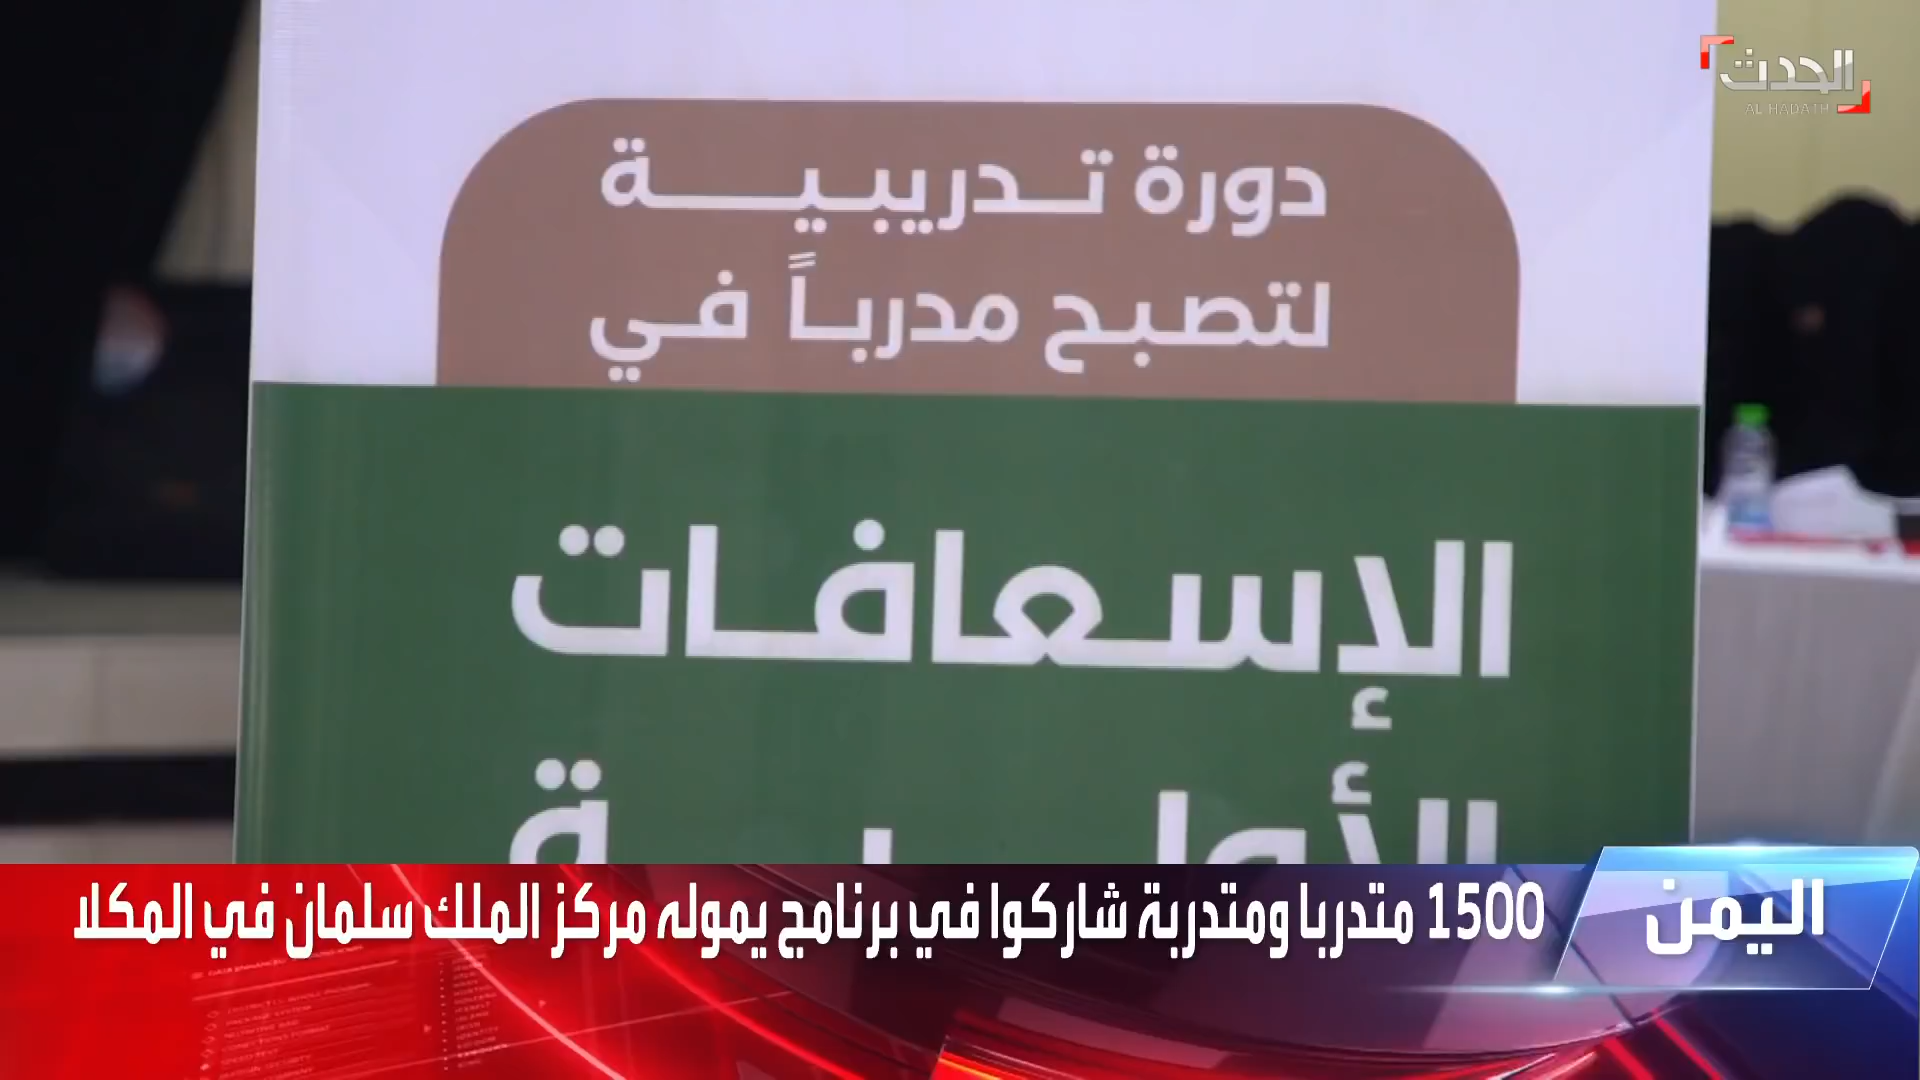 الحدث
AL HADATH
دورة تدريبية
لتصبح مدرباً في
الإسعافات
الأولية
اليمن
1500 متدربا ومتدربة شاركوا في برنامج يموله مركز الملك سلمان في المكلا